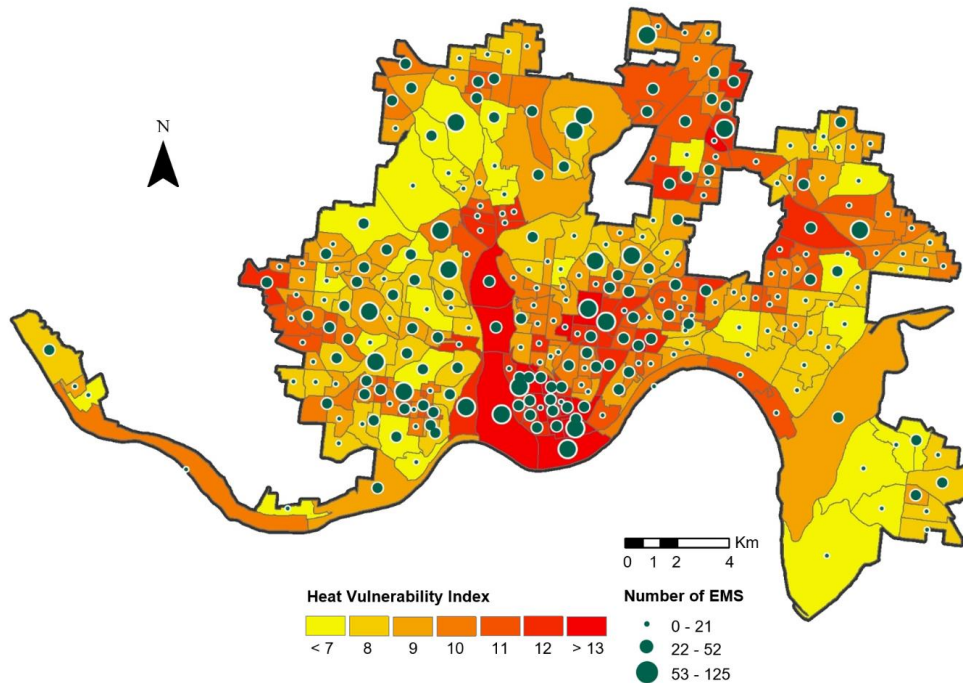 N
Km
0 1 2 4
Heat Vulnerability Index
< 7 8 9 10 11 12 > 13
Number of EMS
0 - 21
22 - 52
53 - 125